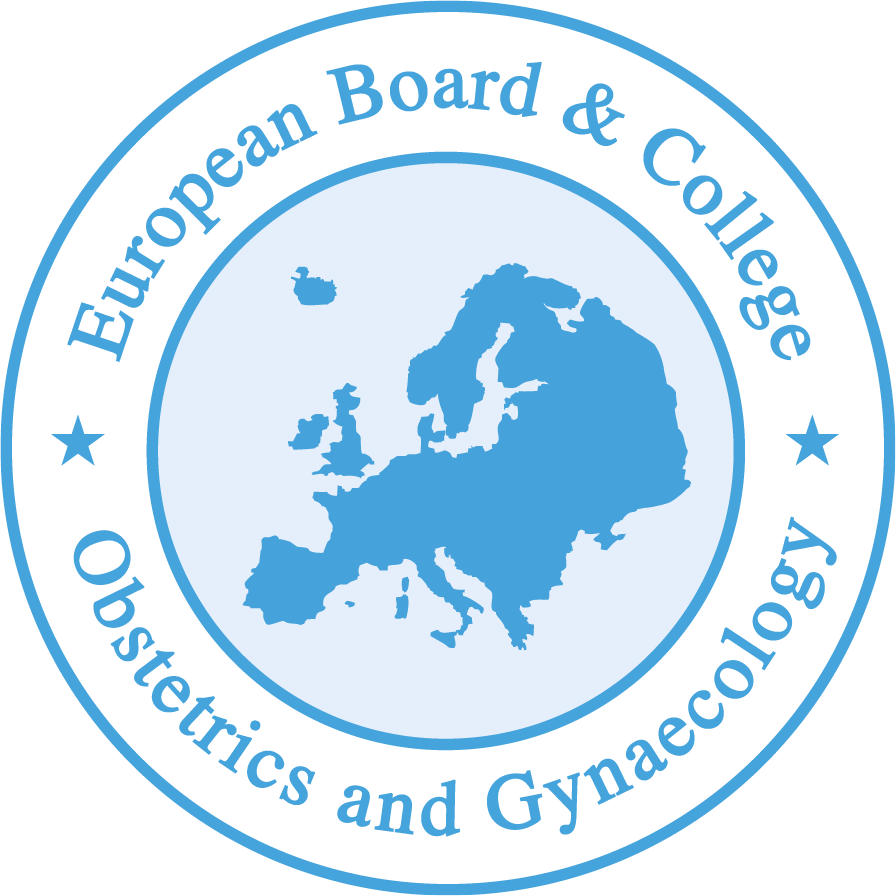 European Board & College
Obstetrics and Gynaecology